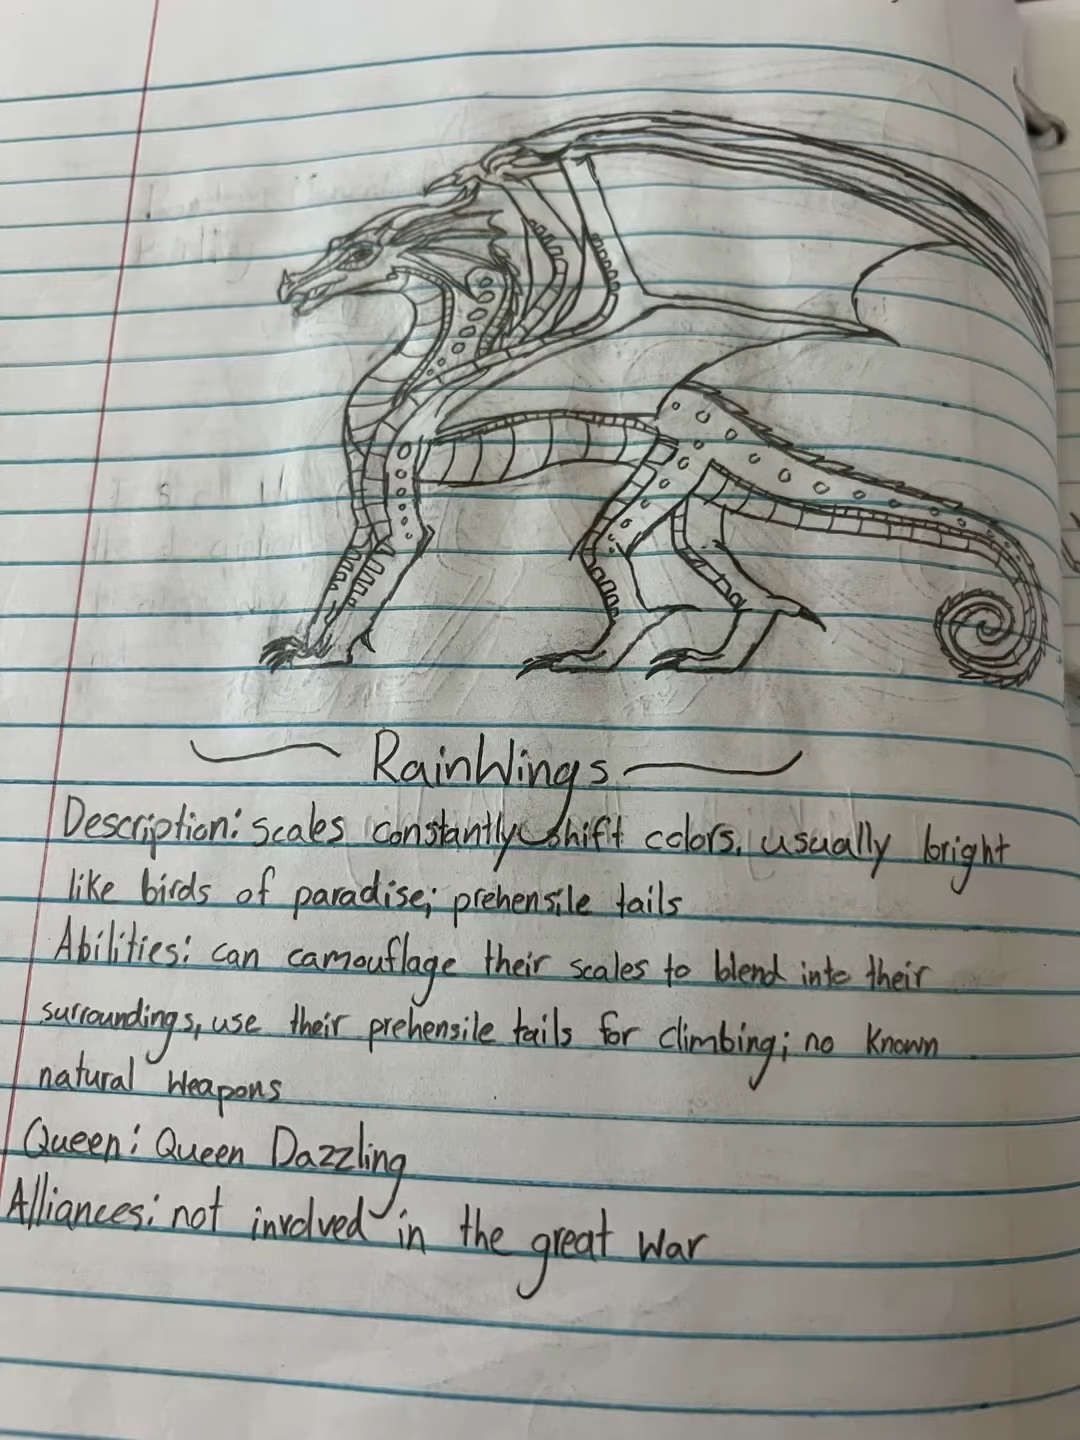 RainWings
Description: scales constantly shift colors, usually bright
like birds of paradise; prehensile tails
Abilities: can camouflage their scales to blend into their
surroundings, use their prehensile tails for climbing; no known
natural weapons
Queen: Queen Dazzling
Alliances: not involved in the great war